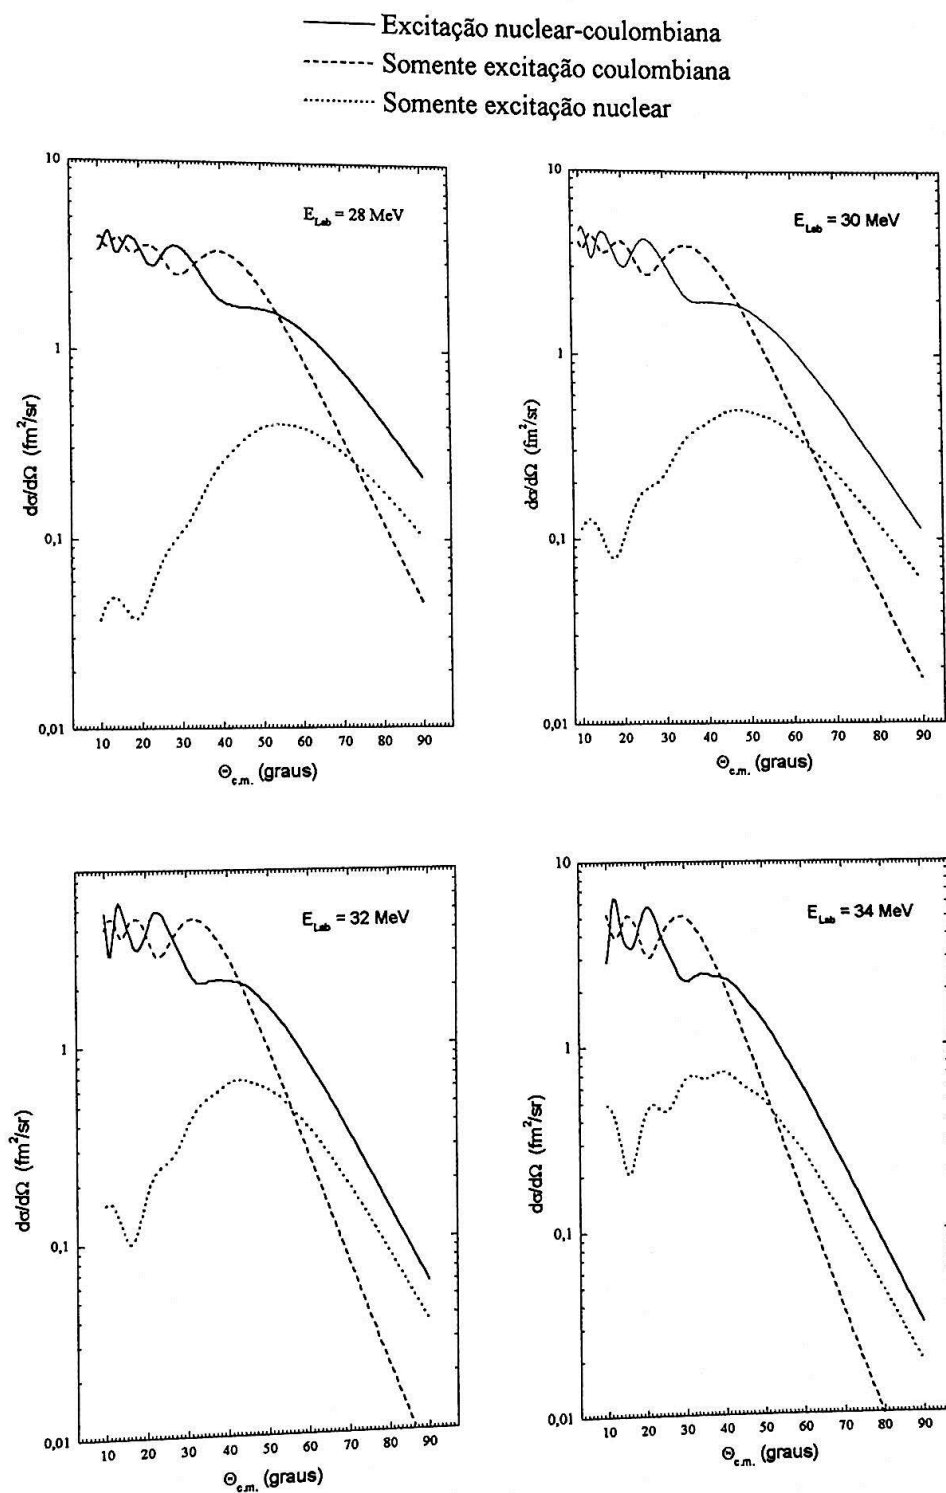 Excitação nuclear-coulombiana
Somente excitação coulombiana
Somente excitação nuclear
10
1
0,1
0,01
dσ/dΩ (fm²/sr)
E_Lab = 28 MeV
10 20 30 40 50 60 70 80 90
Θ_c.m. (graus)
10
1
0,1
0,01
dσ/dΩ (fm²/sr)
E_Lab = 30 MeV
10 20 30 40 50 60 70 80 90
Θ_c.m. (graus)
1
0,1
0,01
dσ/dΩ (fm²/sr)
E_Lab = 32 MeV
10 20 30 40 50 60 70 80 90
Θ_c.m. (graus)
10
1
0,1
0,01
dσ/dΩ (fm²/sr)
E_Lab = 34 MeV
10 20 30 40 50 60 70 80 90
Θ_c.m. (graus)